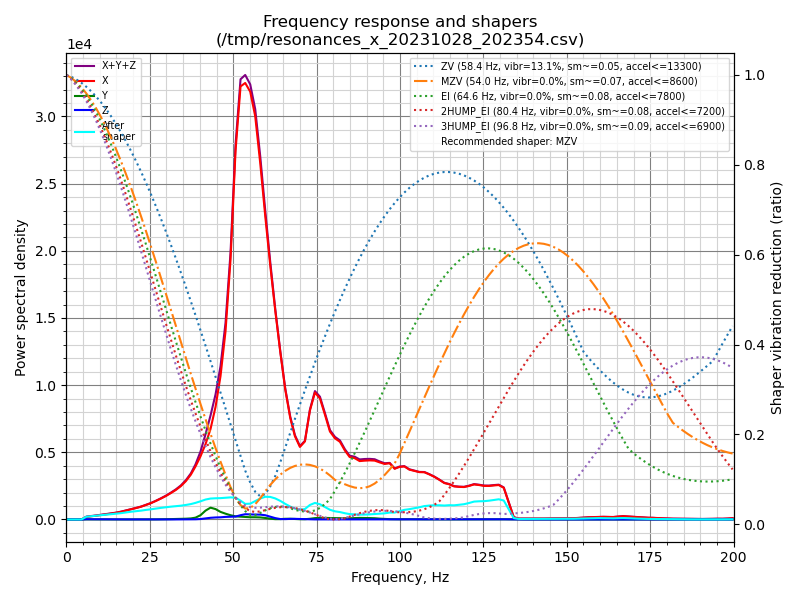 Frequency response and shapers
(/tmp/resonances_x_20231028_202354.csv)
1e4
X+Y+Z
X
Y
Z
After
shaper
ZV (58.4 Hz, vibr=13.1%, sm~=0.05, accel<=13300)
MZV (54.0 Hz, vibr=0.0%, sm~=0.07, accel<=8600)
EI (64.6 Hz, vibr=0.0%, sm~=0.08, accel<=7800)
2HUMP_EI (80.4 Hz, vibr=0.0%, sm~=0.08, accel<=7200)
3HUMP_EI (96.8 Hz, vibr=0.0%, sm~=0.09, accel<=6900)
Recommended shaper: MZV
Power spectral density
3.0
2.5
2.0
1.5
1.0
0.5
0.0
1.0
0.8
0.6
0.4
0.2
0.0
Shaper vibration reduction (ratio)
0 25 50 75 100 125 150 175 200
Frequency, Hz